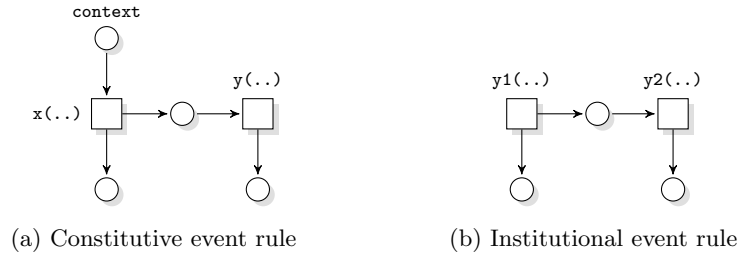 context
x(..)
y(..)
y1(..)
y2(..)
(a) Constitutive event rule
(b) Institutional event rule